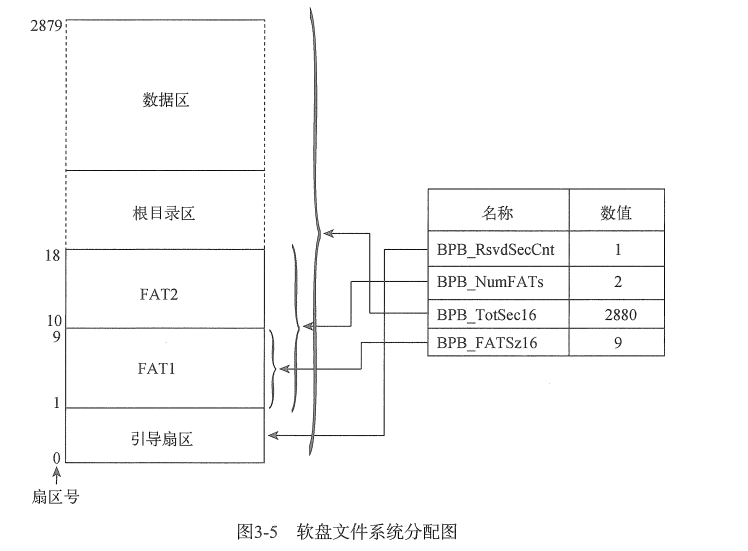 2879
数据区
根目录区
18
FAT2
10
9
FAT1
1
引导扇区
0
扇区号
名称 数值
BPB_RsvdSecCnt 1
BPB_NumFATs 2
BPB_TotSec16 2880
BPB_FATSz16 9
图3-5 软盘文件系统分配图